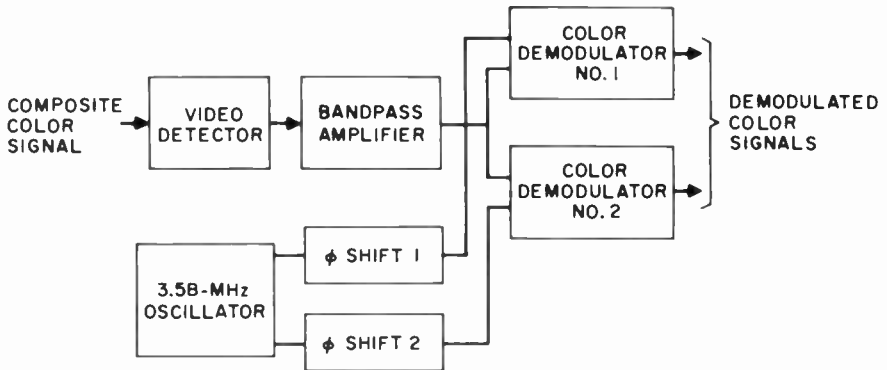 COMPOSITE
COLOR
SIGNAL
VIDEO
DETECTOR
BANDPASS
AMPLIFIER
COLOR
DEMODULATOR
NO. 1
COLOR
DEMODULATOR
NO. 2
DEMODULATED
COLOR
SIGNALS
3.58-MHz
OSCILLATOR
ϕ SHIFT 1
ϕ SHIFT 2